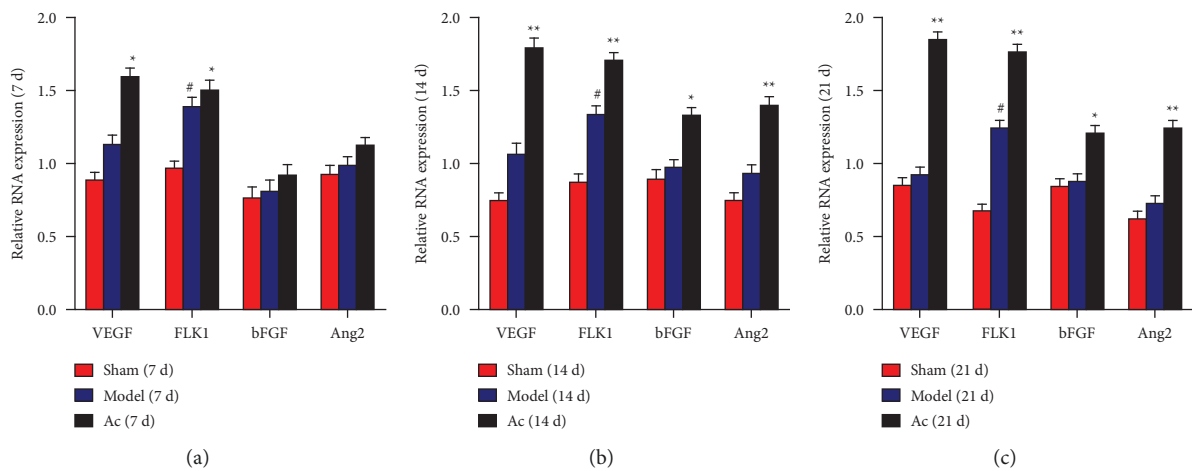 Relative RNA expression (7 d)
2.0
1.5
1.0
0.5
0.0
*
#
*
VEGF
FLK1
bFGF
Ang2
Sham (7 d)
Model (7 d)
Ac (7 d)
(a)
Relative RNA expression (14 d)
2.0
1.5
1.0
0.5
0.0
**
#
**
*
**
VEGF
FLK1
bFGF
Ang2
Sham (14 d)
Model (14 d)
Ac (14 d)
(b)
Relative RNA expression (21 d)
2.0
1.5
1.0
0.5
0.0
**
#
**
*
**
VEGF
FLK1
bFGF
Ang2
Sham (21 d)
Model (21 d)
Ac (21 d)
(c)